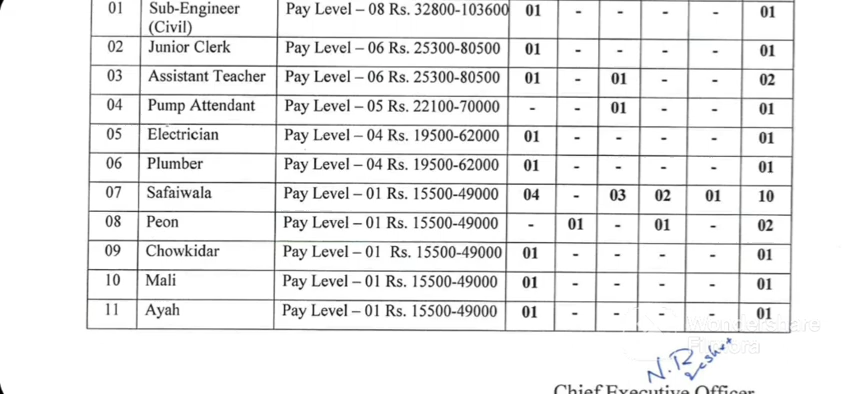 01 Sub-Engineer (Civil) Pay Level – 08 Rs. 32800-103600 01 - - - - 01
02 Junior Clerk Pay Level – 06 Rs. 25300-80500 01 - - - - 01
03 Assistant Teacher Pay Level – 06 Rs. 25300-80500 01 - 01 - - 02
04 Pump Attendant Pay Level – 05 Rs. 22100-70000 - - 01 - - 01
05 Electrician Pay Level – 04 Rs. 19500-62000 01 - - - - 01
06 Plumber Pay Level – 04 Rs. 19500-62000 01 - - - - 01
07 Safaiwala Pay Level – 01 Rs. 15500-49000 04 - 03 02 01 10
08 Peon Pay Level – 01 Rs. 15500-49000 - 01 - 01 - 02
09 Chowkidar Pay Level – 01 Rs. 15500-49000 01 - - - - 01
10 Mali Pay Level – 01 Rs. 15500-49000 01 - - - - 01
11 Ayah Pay Level – 01 Rs. 15500-49000 01 - - - - 01
Wondershare
Filmora
N.R
Chief Executive Officer